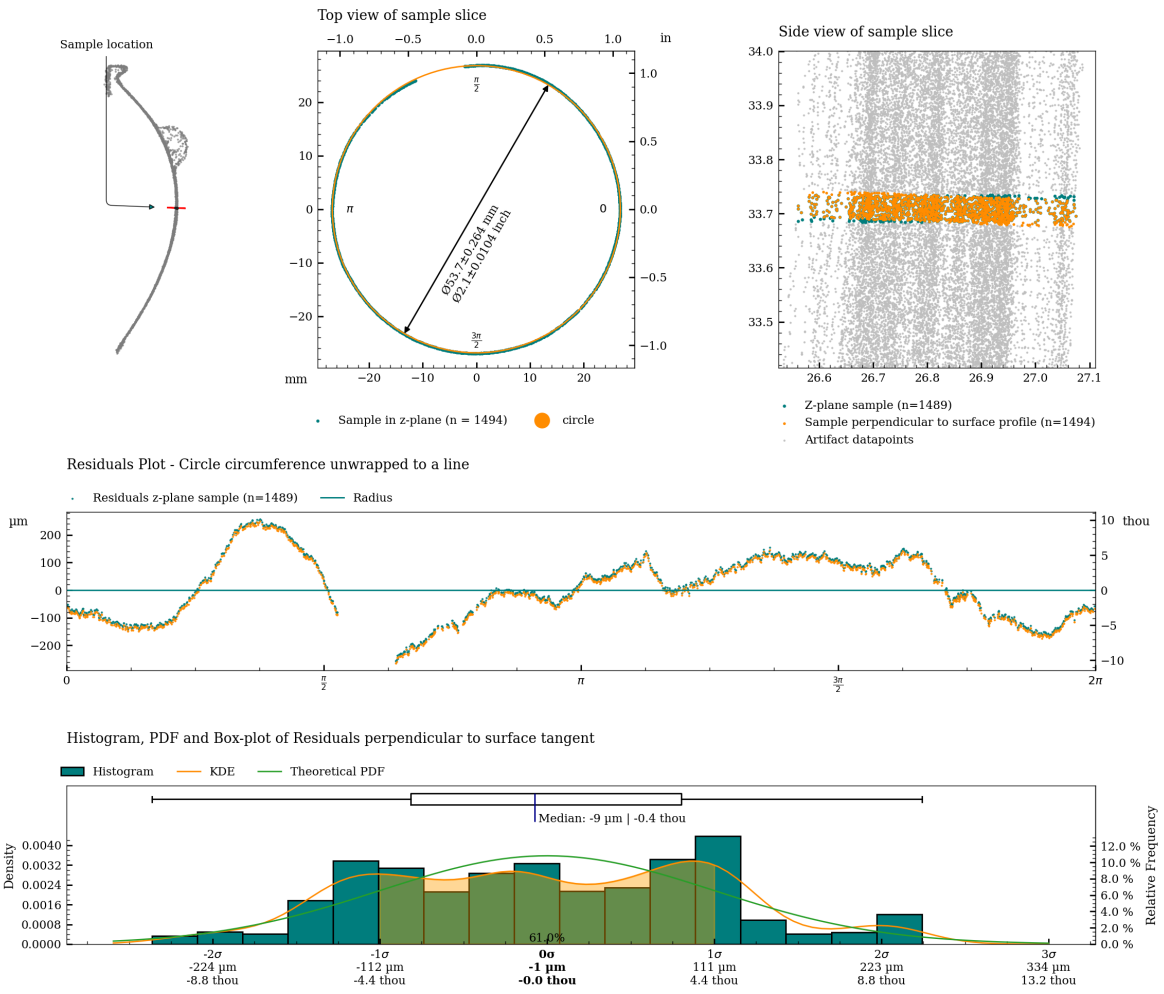 Top view of sample slice
Side view of sample slice
Sample location
−1.0 −0.5 0.0 0.5 1.0 in
20
10
0
−10
−20
mm
−20 −10 0 10 20
1.0
0.5
0.0
−0.5
−1.0
π/2
π
0
3π/2
Ø53.7±0.264 mm
Ø2.1±0.0104 inch
Sample in z-plane (n = 1494) circle
34.0
33.9
33.8
33.7
33.6
33.5
26.6 26.7 26.8 26.9 27.0 27.1
Z-plane sample (n=1489)
Sample perpendicular to surface profile (n=1494)
Artifact datapoints
Residuals Plot - Circle circumference unwrapped to a line
Residuals z-plane sample (n=1489) Radius
µm
200
100
0
−100
−200
10 thou
5
0
−5
−10
0 π/2 π 3π/2 2π
Histogram, PDF and Box-plot of Residuals perpendicular to surface tangent
Histogram KDE Theoretical PDF
Median: -9 µm | -0.4 thou
Density
0.0040
0.0032
0.0024
0.0016
0.0008
0.0000
61.0%
12.0 %
10.0 %
8.0 %
6.0 %
4.0 %
2.0 %
0.0 %
Relative Frequency
-2σ -1σ 0σ 1σ 2σ 3σ
-224 µm -112 µm -1 µm 111 µm 223 µm 334 µm
-8.8 thou -4.4 thou -0.0 thou 4.4 thou 8.8 thou 13.2 thou